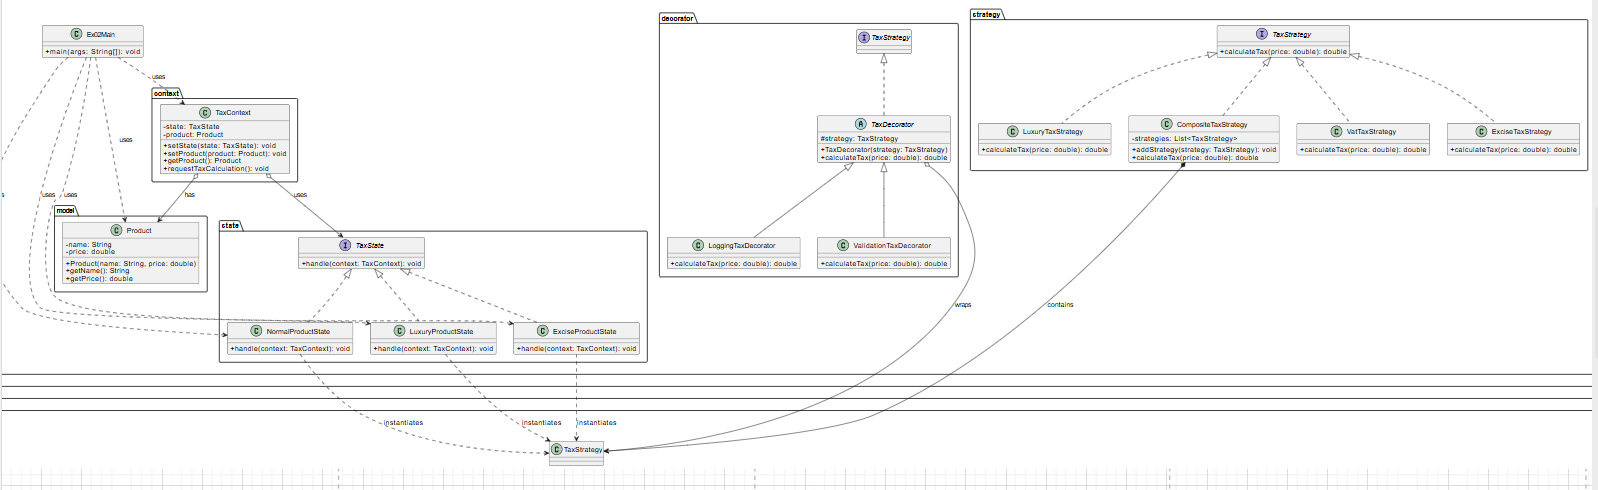 Ex02Main
+main(args: String[]): void
uses
context
TaxContext
-state: TaxState
-product: Product
+setState(state: TaxState): void
+setProduct(product: Product): void
+getProduct(): Product
+requestTaxCalculation(): void
uses
s
uses
uses
has
uses
model
Product
-name: String
-price: double
+Product(name: String, price: double)
+getName(): String
+getPrice(): double
state
TaxState
+handle(context: TaxContext): void
NormalProductState
+handle(context: TaxContext): void
LuxuryProductState
+handle(context: TaxContext): void
ExciseProductState
+handle(context: TaxContext): void
decorator
TaxStrategy
TaxDecorator
#strategy: TaxStrategy
+TaxDecorator(strategy: TaxStrategy)
+calculateTax(price: double): double
LoggingTaxDecorator
+calculateTax(price: double): double
ValidationTaxDecorator
+calculateTax(price: double): double
strategy
TaxStrategy
+calculateTax(price: double): double
LuxuryTaxStrategy
+calculateTax(price: double): double
CompositeTaxStrategy
-strategies: List<TaxStrategy>
+addStrategy(strategy: TaxStrategy): void
+calculateTax(price: double): double
VatTaxStrategy
+calculateTax(price: double): double
ExciseTaxStrategy
+calculateTax(price: double): double
wraps
contains
instantiates
instantiates
instantiates
TaxStrategy